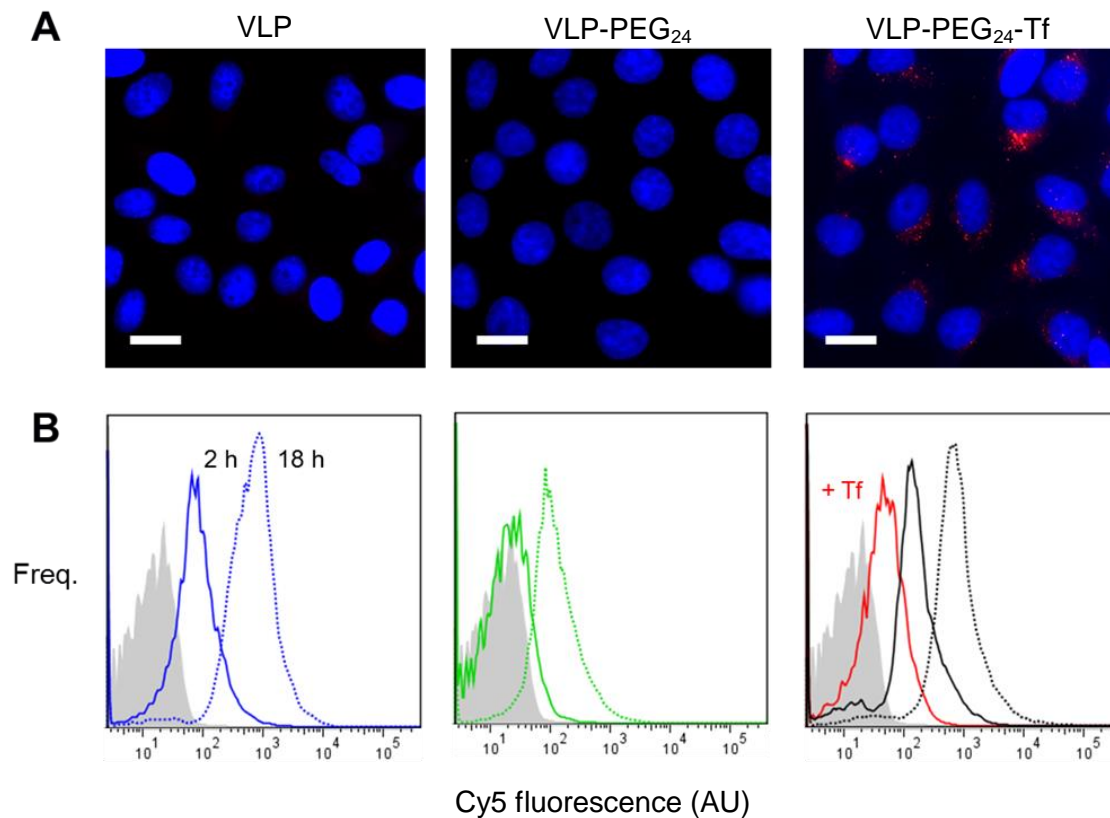 A
VLP
VLP-PEG₂₄
VLP-PEG₂₄-Tf
B
2 h
18 h
+ Tf
Freq.
10¹ 10² 10³ 10⁴ 10⁵
10¹ 10² 10³ 10⁴ 10⁵
10¹ 10² 10³ 10⁴ 10⁵
Cy5 fluorescence (AU)